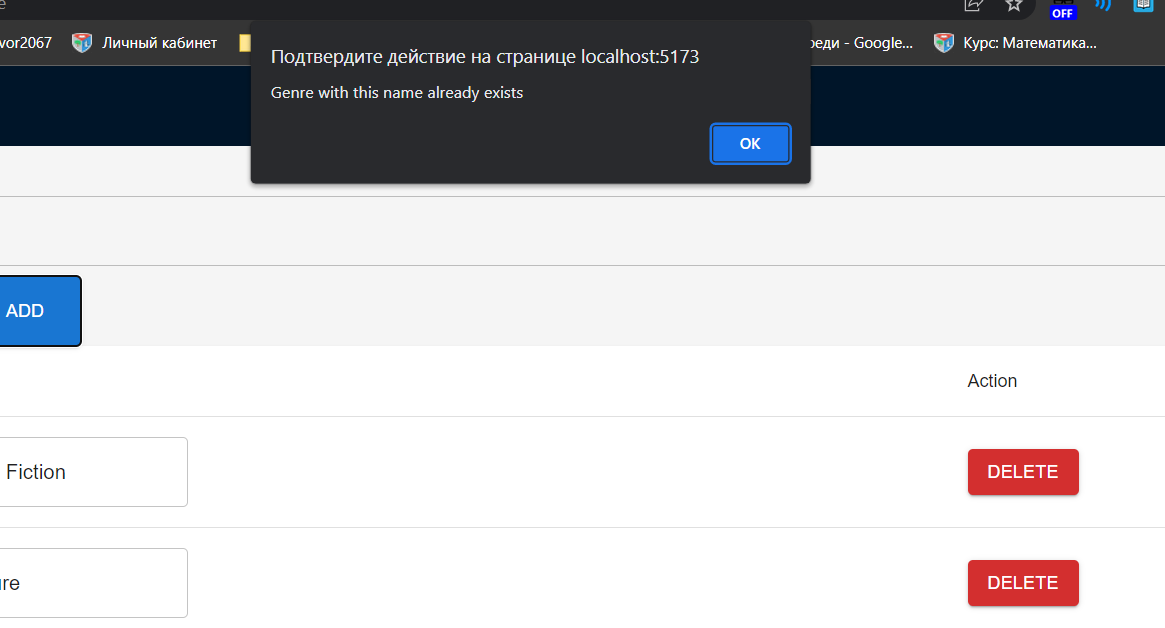 OFF
vor2067 Личный кабинет реди - Google... Курс: Математика...
Подтвердите действие на странице localhost:5173
Genre with this name already exists
OK
ADD
Action
Fiction
DELETE
ure
DELETE